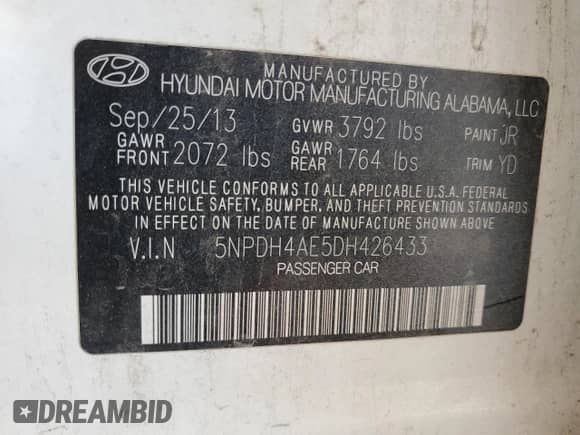 MANUFACTURED BY
HYUNDAI MOTOR MANUFACTURING ALABAMA, LLC
Sep/25/13 GVWR 3792 lbs PAINT JR
GAWR FRONT 2072 lbs GAWR REAR 1764 lbs TRIM YD
THIS VEHICLE CONFORMS TO ALL APPLICABLE U.S.A. FEDERAL
MOTOR VEHICLE SAFETY, BUMPER, AND THEFT PREVENTION STANDARDS
IN EFFECT ON THE DATE OF MANUFACTURE SHOWN ABOVE.
V.I.N 5NPDH4AE5DH426433
PASSENGER CAR
DREAMBID